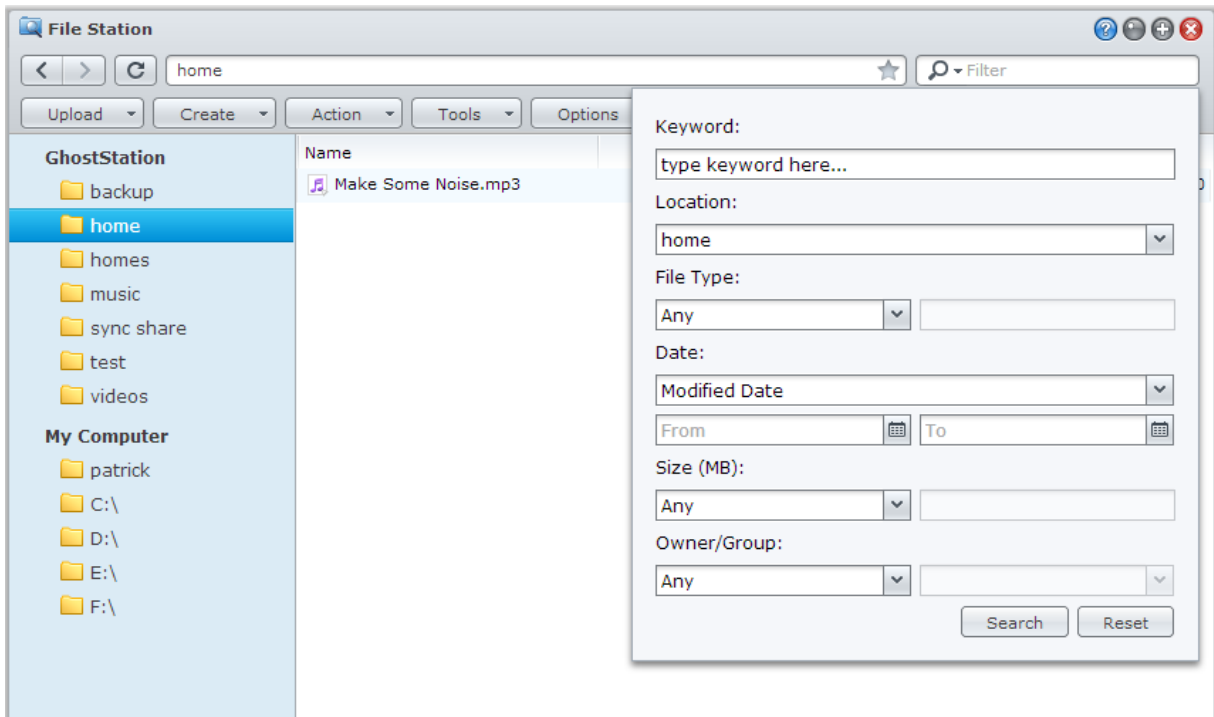 File Station
home
Filter
Upload Create Action Tools Options
GhostStation
backup
home
homes
music
sync share
test
videos
My Computer
patrick
C:\
D:\
E:\
F:\
Name
Make Some Noise.mp3
Keyword:
type keyword here...
Location:
home
File Type:
Any
Date:
Modified Date
From To
Size (MB):
Any
Owner/Group:
Any
Search Reset